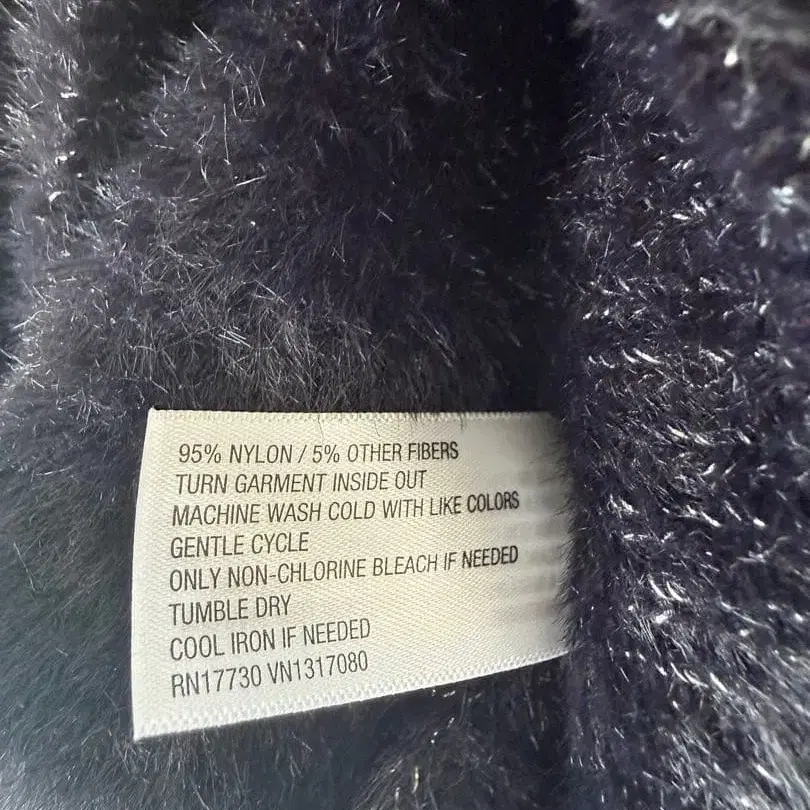 95% NYLON / 5% OTHER FIBERS
TURN GARMENT INSIDE OUT
MACHINE WASH COLD WITH LIKE COLORS
GENTLE CYCLE
ONLY NON-CHLORINE BLEACH IF NEEDED
TUMBLE DRY
COOL IRON IF NEEDED
RN17730 VN1317080